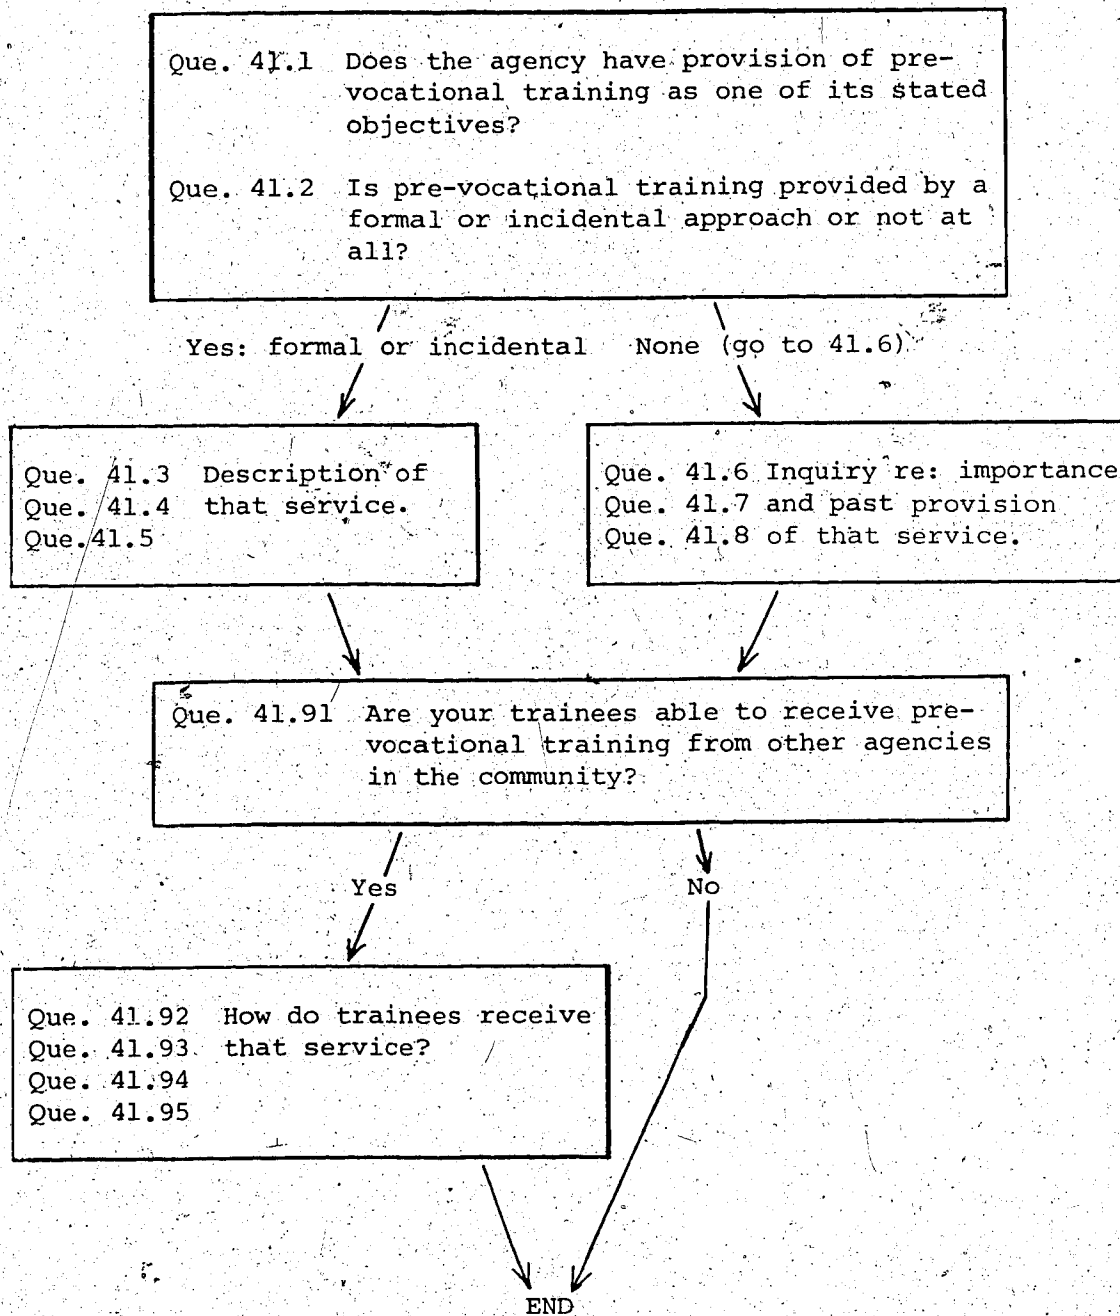 Que. 41.1 Does the agency have provision of pre-
vocational training as one of its stated
objectives?
Que. 41.2 Is pre-vocational training provided by a
formal or incidental approach or not at
all?
Yes: formal or incidental None (go to 41.6)
Que. 41.3 Description of
Que. 41.4 that service.
Que.41.5
Que. 41.6 Inquiry re: importance
Que. 41.7 and past provision
Que. 41.8 of that service.
Que. 41.91 Are your trainees able to receive pre-
vocational training from other agencies
in the community?
Yes No
Que. 41.92 How do trainees receive
Que. 41.93 that service?
Que. 41.94
Que. 41.95
END